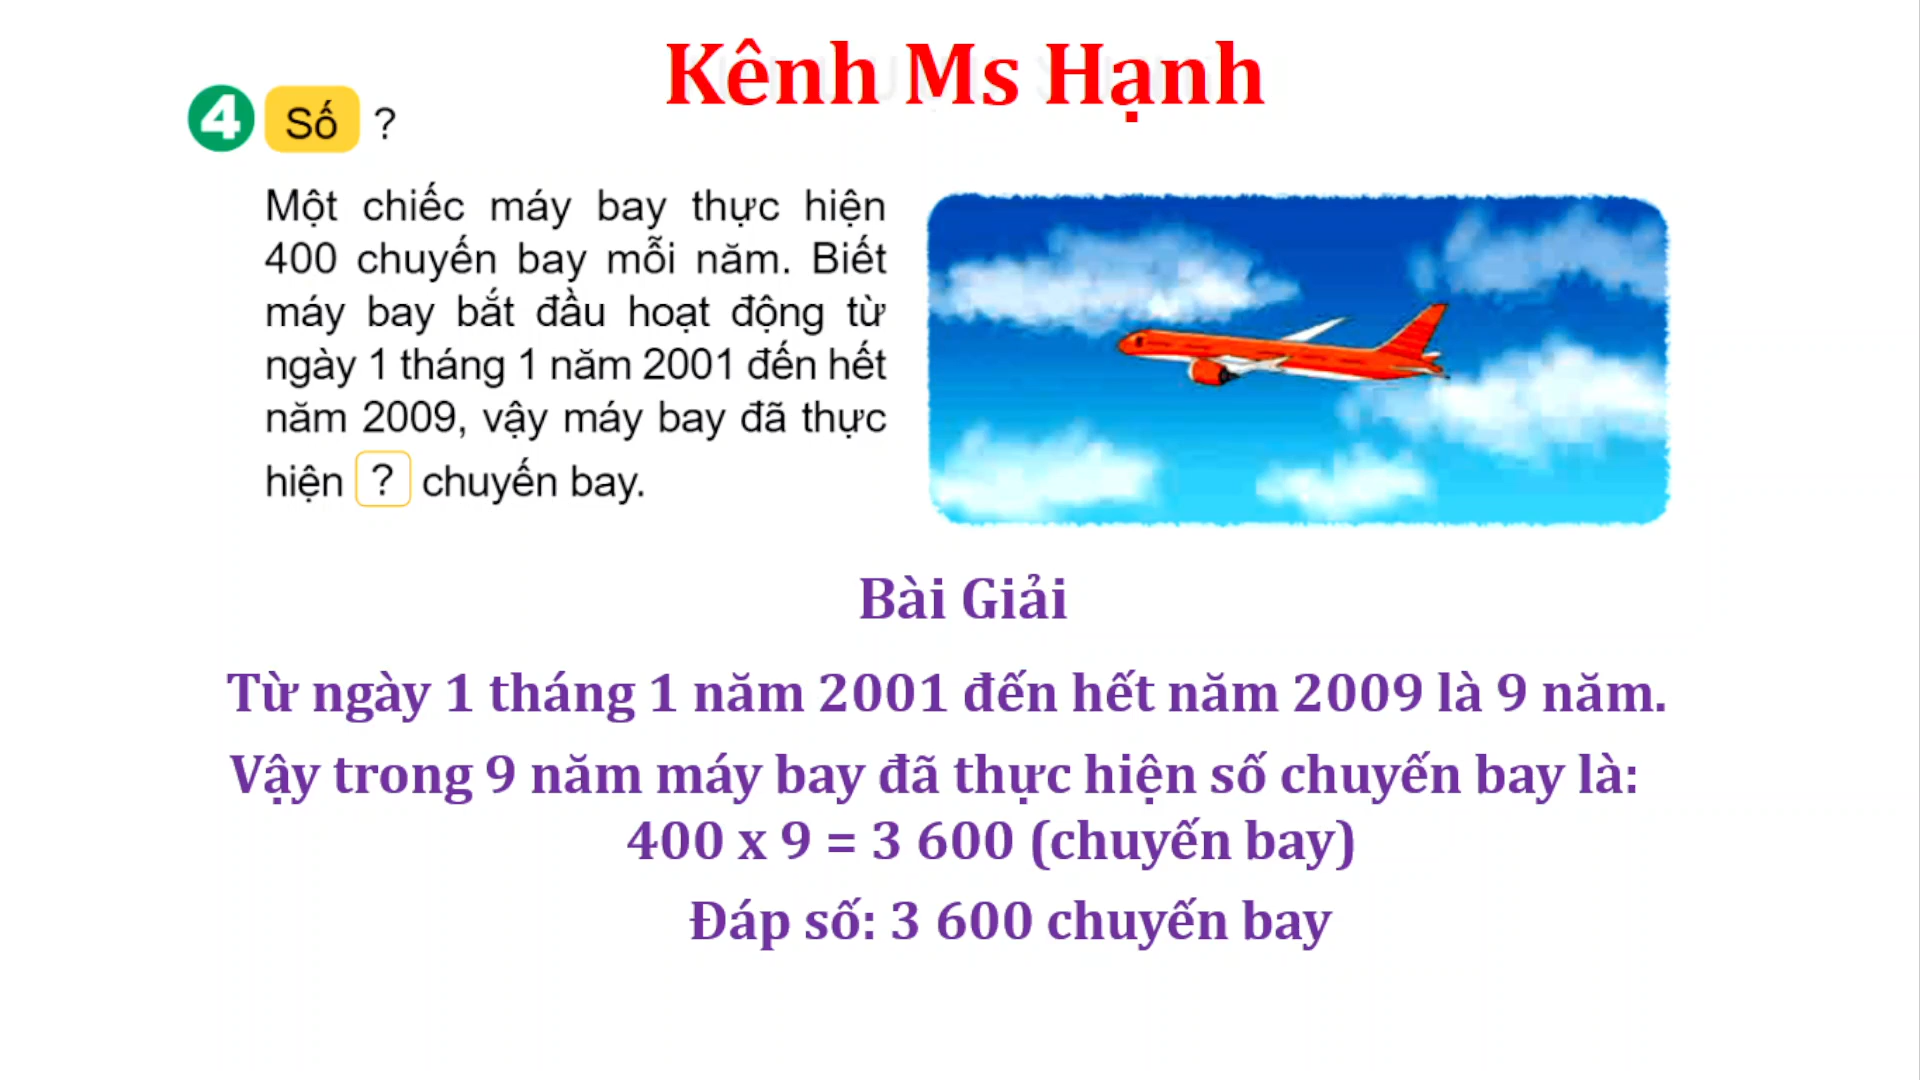 Kênh Ms Hạnh
4 Số ?
Một chiếc máy bay thực hiện
400 chuyến bay mỗi năm. Biết
máy bay bắt đầu hoạt động từ
ngày 1 tháng 1 năm 2001 đến hết
năm 2009, vậy máy bay đã thực
hiện ? chuyến bay.
Bài Giải
Từ ngày 1 tháng 1 năm 2001 đến hết năm 2009 là 9 năm.
Vậy trong 9 năm máy bay đã thực hiện số chuyến bay là:
400 x 9 = 3 600 (chuyến bay)
Đáp số: 3 600 chuyến bay